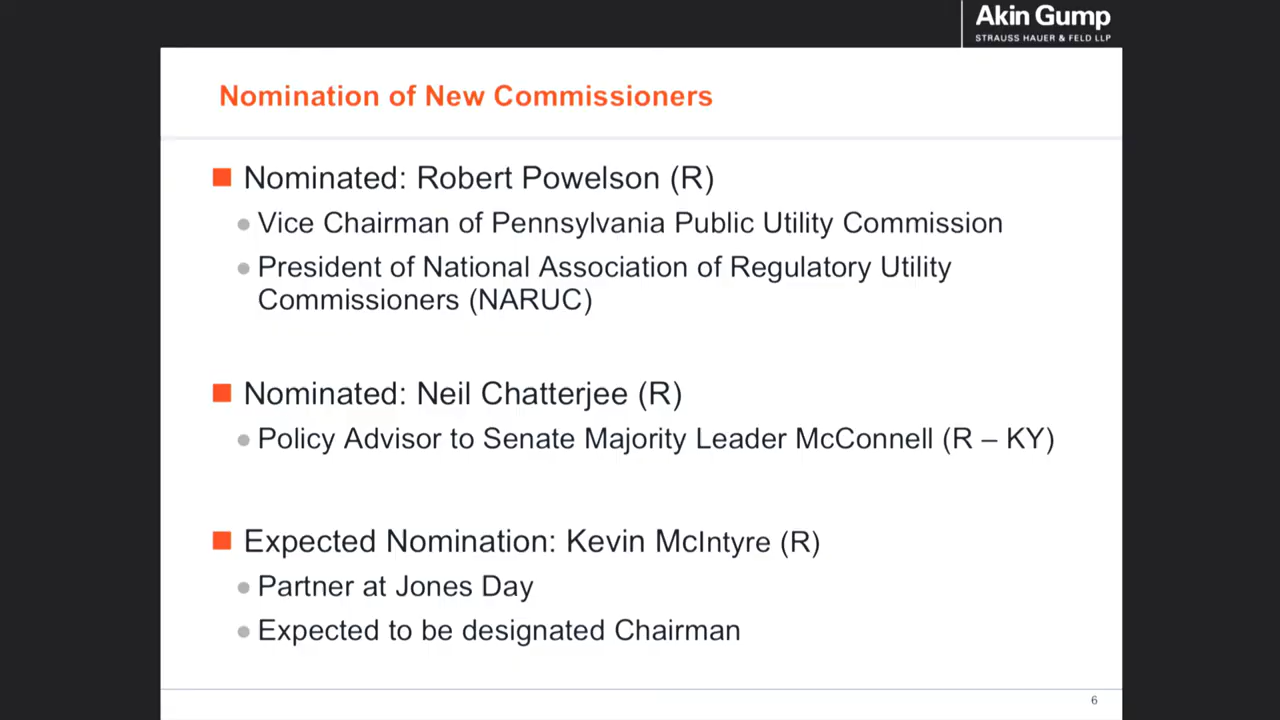 Akin Gump
STRAUSS HAUER & FELD LLP
Nomination of New Commissioners
Nominated: Robert Powelson (R)
Vice Chairman of Pennsylvania Public Utility Commission
President of National Association of Regulatory Utility
Commissioners (NARUC)
Nominated: Neil Chatterjee (R)
Policy Advisor to Senate Majority Leader McConnell (R – KY)
Expected Nomination: Kevin McIntyre (R)
Partner at Jones Day
Expected to be designated Chairman
6